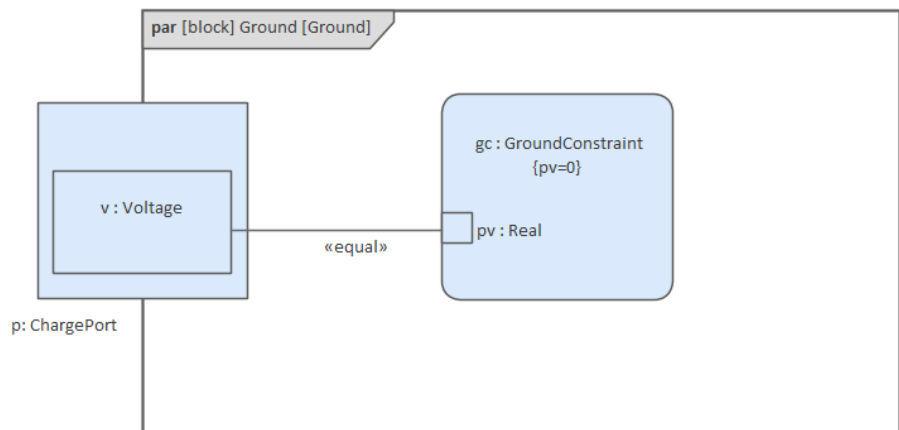 par [block] Ground [Ground]
gc : GroundConstraint
{pv=0}
v : Voltage
pv : Real
«equal»
p: ChargePort